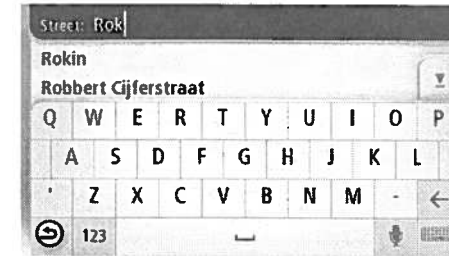 Street: Rok
Rokin
Robbert Cijferstraat
Q W E R T Y U I O P
A S D F G H J K L
' Z X C V B N M -
123